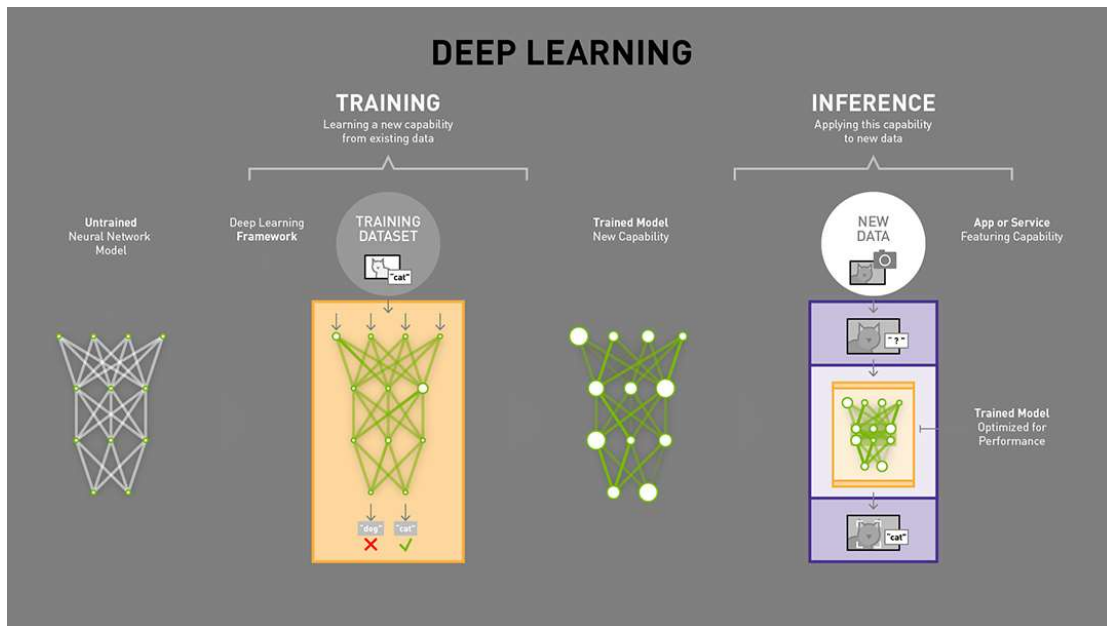 DEEP LEARNING
TRAINING
Learning a new capability
from existing data
INFERENCE
Applying this capability
to new data
Untrained
Neural Network
Model
Deep Learning
Framework
TRAINING
DATASET
"cat"
Trained Model
New Capability
NEW
DATA
App or Service
Featuring Capability
"?"
Trained Model
Optimized for
Performance
"dog"
"cat"
"cat"